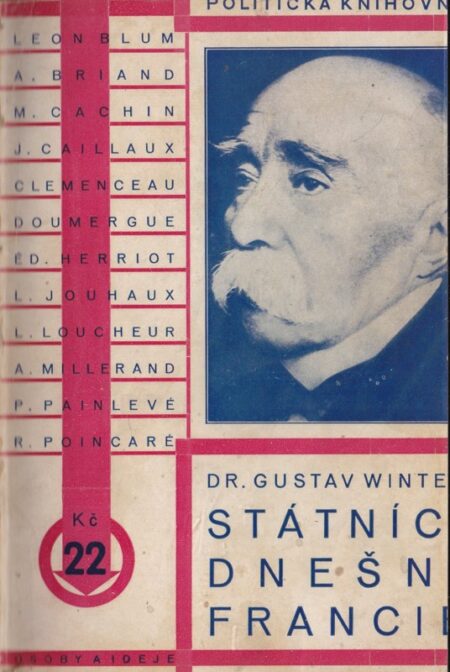 POLITICKÁ KNIHOVN
LEON BLUM
A. BRIAND
M. CACHIN
J. CAILLAUX
CLEMENCEAU
DOUMERGUE
ED. HERRIOT
L. JOUHAUX
L. LOUCHEUR
A. MILLERAND
P. PAINLEVÉ
R. POINCARÉ
Kč
22
DR. GUSTAV WINTE
STÁTNÍC
DNEŠN
FRANCIE
OSOBY A IDEJE